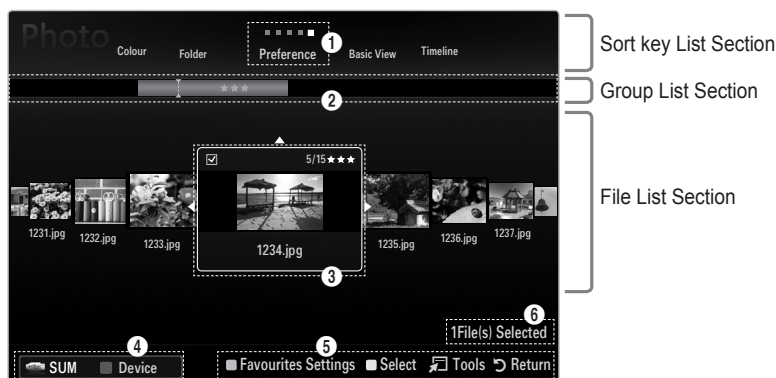 Photo
Colour Folder Preference Basic View Timeline
1
Sort key List Section
★★★
2
Group List Section
5/15★★★
1231.jpg 1232.jpg 1233.jpg 1234.jpg 1235.jpg 1236.jpg 1237.jpg
3
File List Section
6
1File(s) Selected
4 5
SUM Device Favourites Settings Select Tools Return